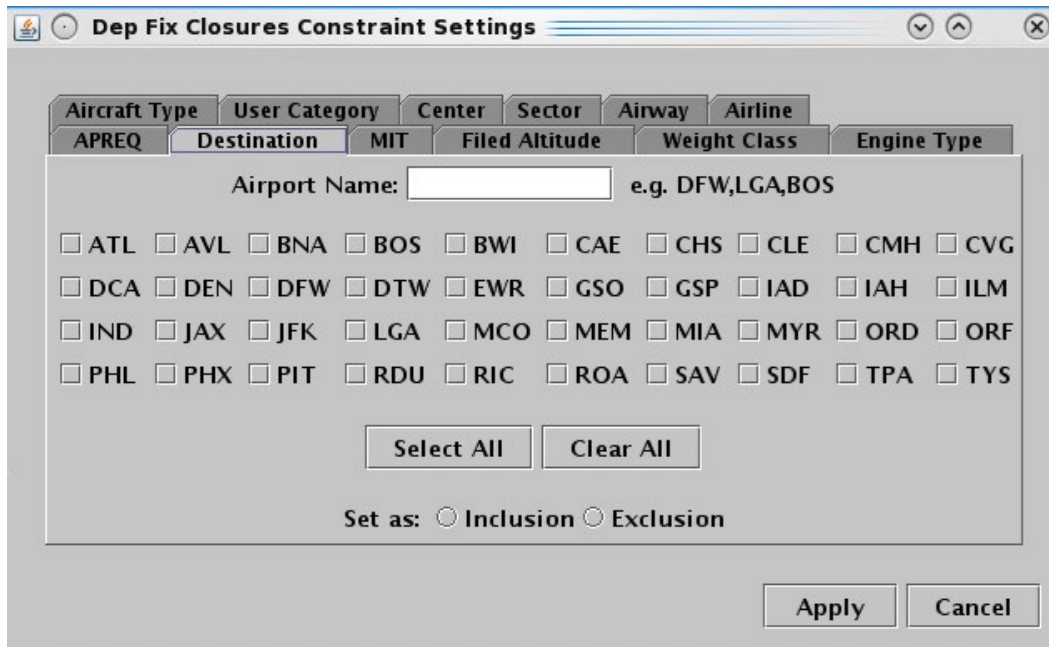 Dep Fix Closures Constraint Settings
Aircraft Type User Category Center Sector Airway Airline
APREQ Destination MIT Filed Altitude Weight Class Engine Type
Airport Name: e.g. DFW,LGA,BOS
ATL AVL BNA BOS BWI CAE CHS CLE CMH CVG
DCA DEN DFW DTW EWR GSO GSP IAD IAH ILM
IND JAX JFK LGA MCO MEM MIA MYR ORD ORF
PHL PHX PIT RDU RIC ROA SAV SDF TPA TYS
Select All Clear All
Set as: Inclusion Exclusion
Apply Cancel